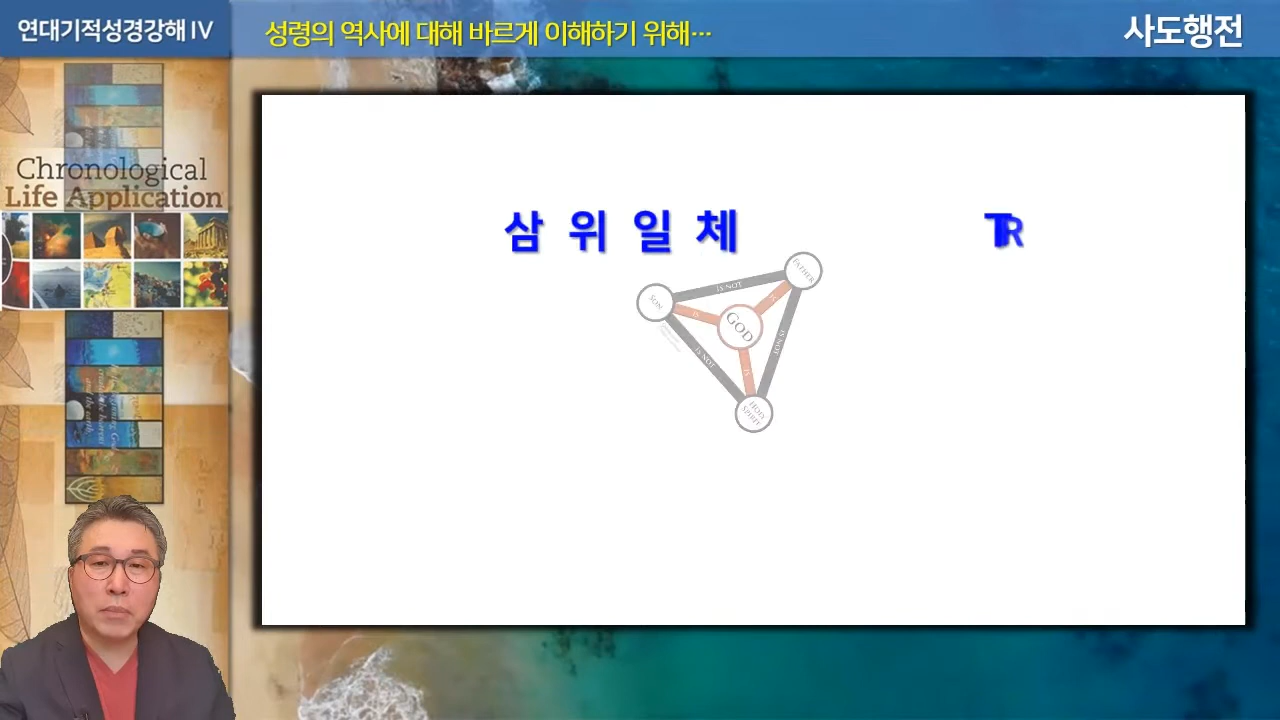 연대기적성경강해 IV
성령의 역사에 대해 바르게 이해하기 위해…
사도행전
Chronological
Life Application
삼 위 일 체
TR
FATHER
SON
GOD
HOLY
SPIRIT
IS NOT
IS NOT
IS NOT
IS
IS
IS